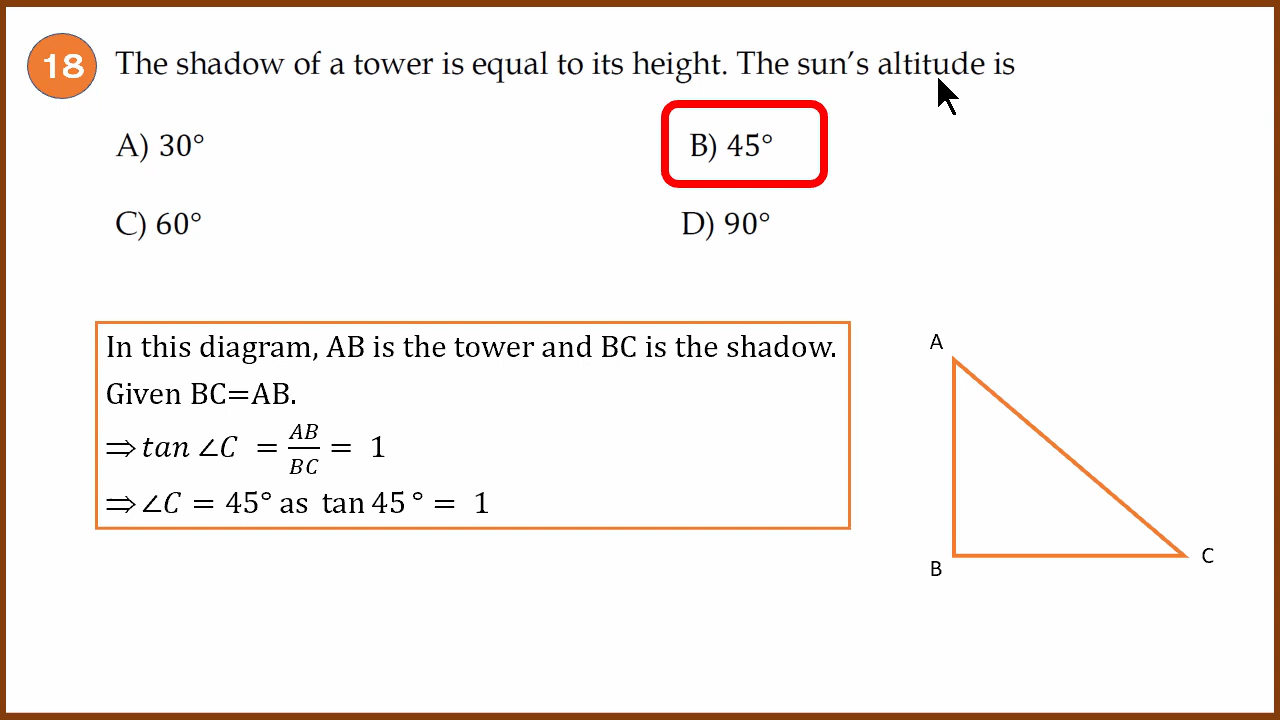 18 The shadow of a tower is equal to its height. The sun's altitude is
A) 30° B) 45°
C) 60° D) 90°
In this diagram, AB is the tower and BC is the shadow.
Given BC=AB.
⇒ tan ∠C = AB/BC = 1
⇒ ∠C = 45° as tan 45° = 1
A
B
C